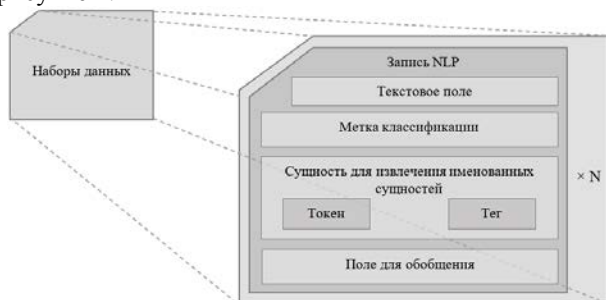 Наборы данных
Запись NLP
Текстовое поле
Метка классификации
Сущность для извлечения именованных
сущностей
Токен
Тег
× N
Поле для обобщения